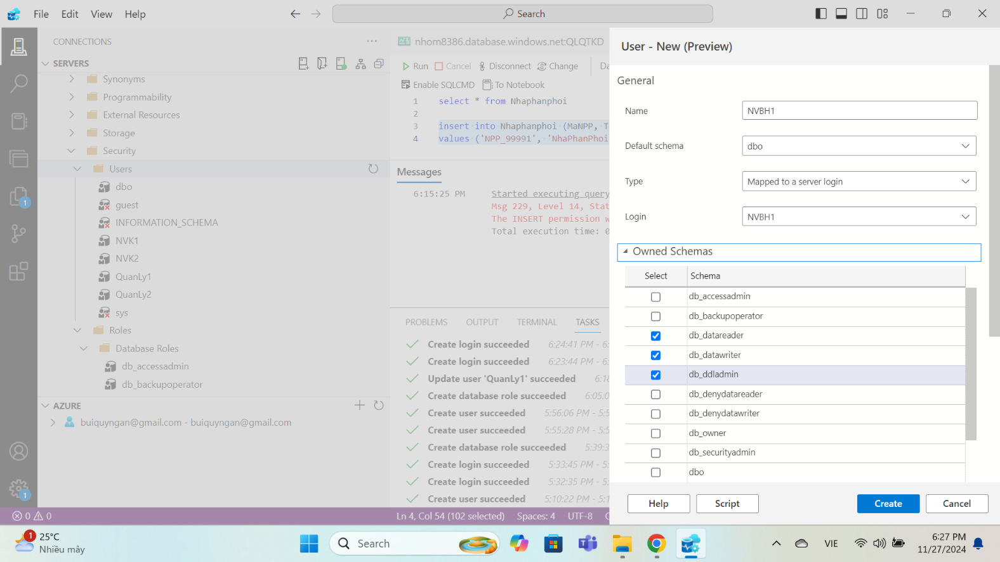 File Edit View Help
Search
CONNECTIONS
SERVERS
Synonyms
Programmability
External Resources
Storage
Security
Users
dbo
guest
INFORMATION_SCHEMA
NVK1
NVK2
QuanLy1
QuanLy2
sys
Roles
Database Roles
db_accessadmin
db_backupoperator
AZURE
buiquyngan@gmail.com - buiquyngan@gmail.com
nhom8386.database.windows.net:QLQTKD
Run Cancel Disconnect Change Da
Enable SQLCMD To Notebook
1 select * from Nhaphanphoi
2
3 insert into Nhaphanphoi (MaNPP, T
4 values ('NPP_99991', 'NhaPhanPhoi
Messages
6:15:25 PM Started executing query
Msg 229, Level 14, Stat
The INSERT permission w
Total execution time: 0
PROBLEMS OUTPUT TERMINAL TASKS
Create login succeeded 6:24:41 PM - 6:
Create login succeeded 6:23:44 PM - 6:
Update user 'QuanLy1' succeeded 6:18
Create database role succeeded 6:05:0
Create user succeeded 5:56:06 PM - 5:5
Create user succeeded 5:55:28 PM - 5:5
Create database role succeeded 5:39:3
Create login succeeded 5:33:45 PM - 5:
Create login succeeded 5:32:35 PM - 5:
Create user succeeded 5:10:22 PM - 5:1
User - New (Preview)
General
Name NVBH1
Default schema dbo
Type Mapped to a server login
Login NVBH1
Owned Schemas
Select Schema
db_accessadmin
db_backupoperator
db_datareader
db_datawriter
db_ddladmin
db_denydatareader
db_denydatawriter
db_owner
db_securityadmin
dbo
Help Script Create Cancel
1
1
0 0 Ln 4, Col 54 (102 selected) Spaces: 4 UTF-8
1
25°C
Nhiều mây
Search
VIE
6:27 PM
11/27/2024